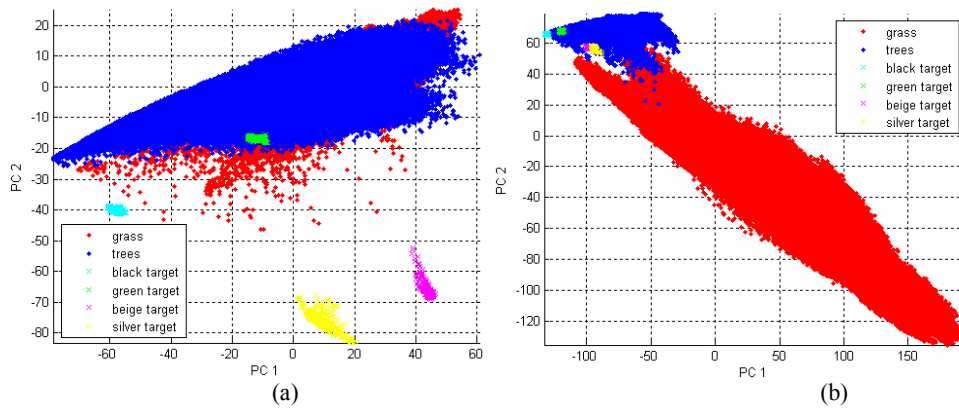 20
10
0
-10
-20
-30
-40
-50
-60
-70
-80
PC 2
-60
-40
-20
0
20
40
60
PC 1
grass
trees
black target
green target
beige target
silver target
(a)
80
60
40
20
0
-20
-40
-60
-80
-100
-120
PC 2
-100
-50
0
50
100
150
PC 1
grass
trees
black target
green target
beige target
silver target
(b)